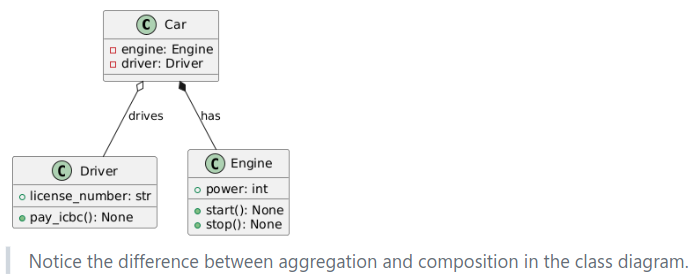 C Car
engine: Engine
driver: Driver
drives
has
C Driver
license_number: str
pay_icbc(): None
C Engine
power: int
start(): None
stop(): None
Notice the difference between aggregation and composition in the class diagram.